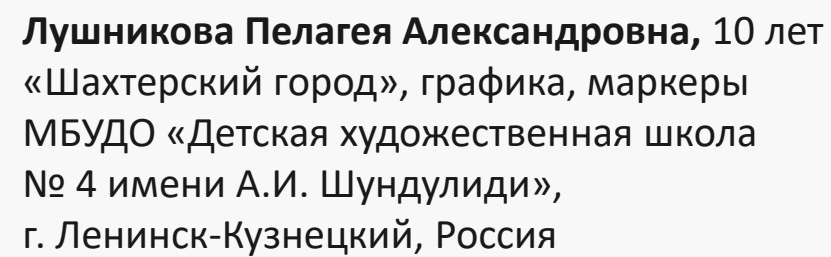 Лушникова Пелагея Александровна, 10 лет
«Шахтерский город», графика, маркеры
МБУДО «Детская художественная школа
№ 4 имени А.И. Шундулиди»,
г. Ленинск-Кузнецкий, Россия